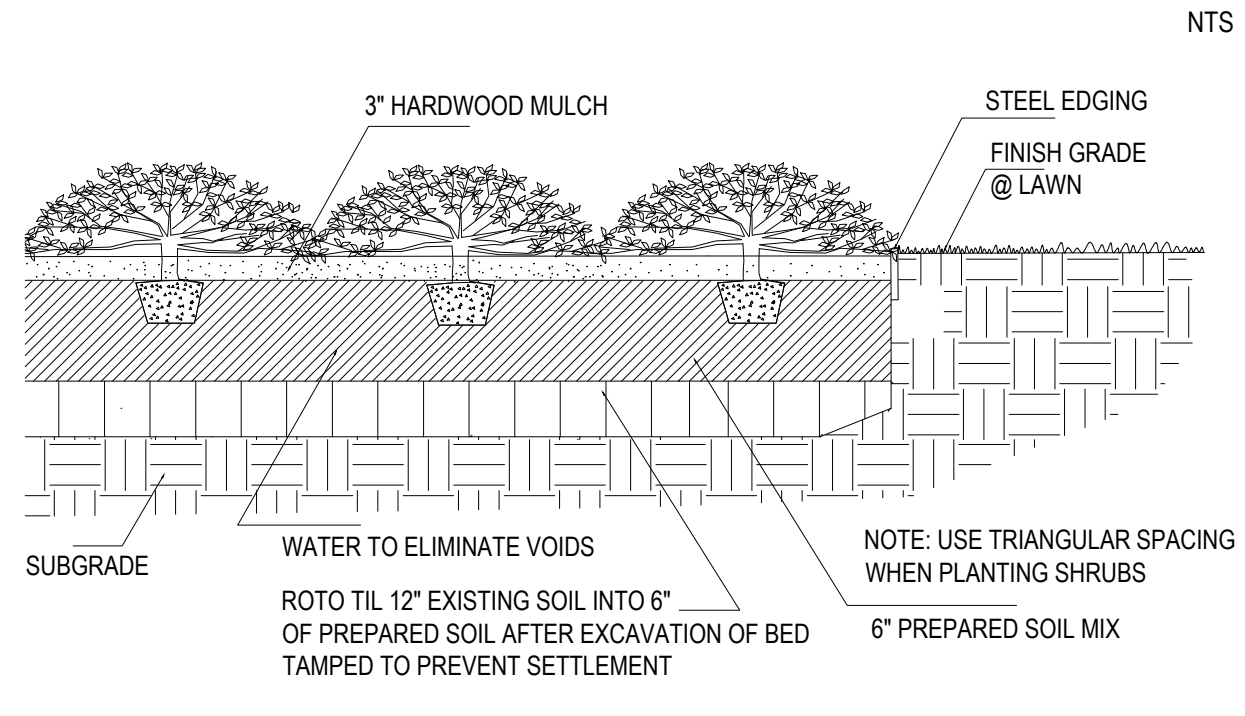 NTS
3" HARDWOOD MULCH
STEEL EDGING
FINISH GRADE
@ LAWN
SUBGRADE
WATER TO ELIMINATE VOIDS
ROTO TIL 12" EXISTING SOIL INTO 6"
OF PREPARED SOIL AFTER EXCAVATION OF BED
TAMPED TO PREVENT SETTLEMENT
NOTE: USE TRIANGULAR SPACING
WHEN PLANTING SHRUBS
6" PREPARED SOIL MIX